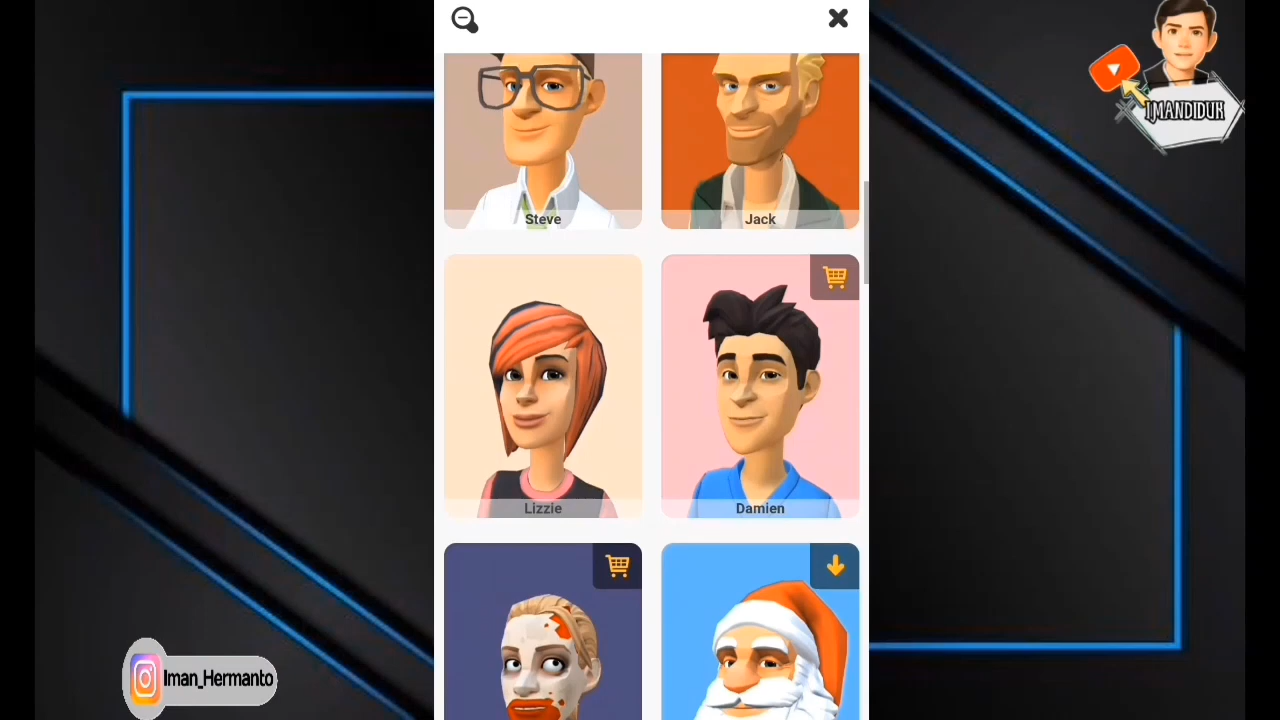 IMANDIDUK
Steve
Jack
Lizzie
Damien
Iman_Hermanto